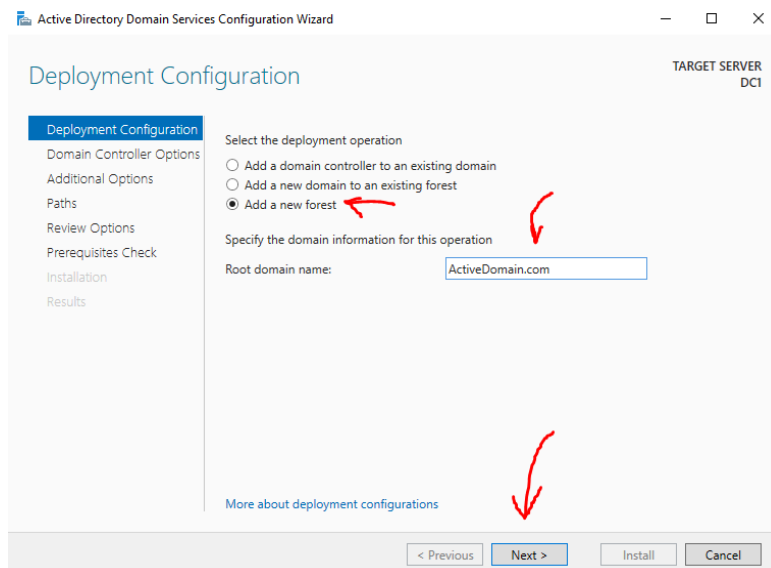 Active Directory Domain Services Configuration Wizard
Deployment Configuration
TARGET SERVER
DC1
Deployment Configuration
Domain Controller Options
Additional Options
Paths
Review Options
Prerequisites Check
Installation
Results
Select the deployment operation
Add a domain controller to an existing domain
Add a new domain to an existing forest
Add a new forest
Specify the domain information for this operation
Root domain name:
ActiveDomain.com
More about deployment configurations
< Previous
Next >
Install
Cancel